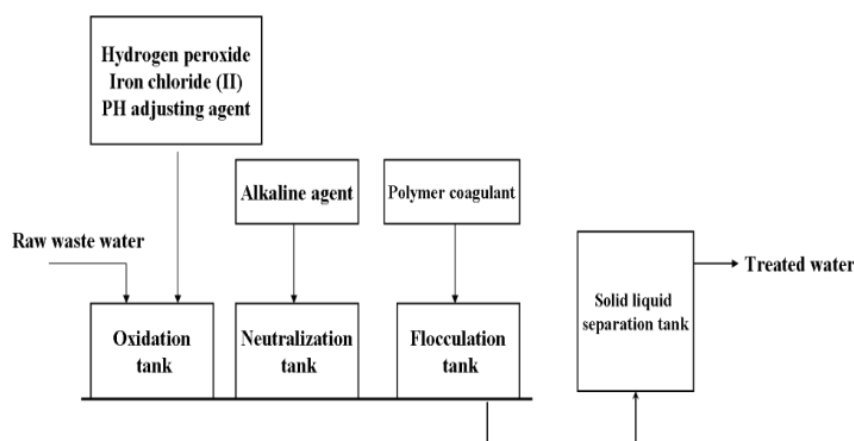 Hydrogen peroxide
Iron chloride (II)
PH adjusting agent
Alkaline agent
Polymer coagulant
Raw waste water
Treated water
Solid liquid
separation tank
Oxidation
tank
Neutralization
tank
Flocculation
tank